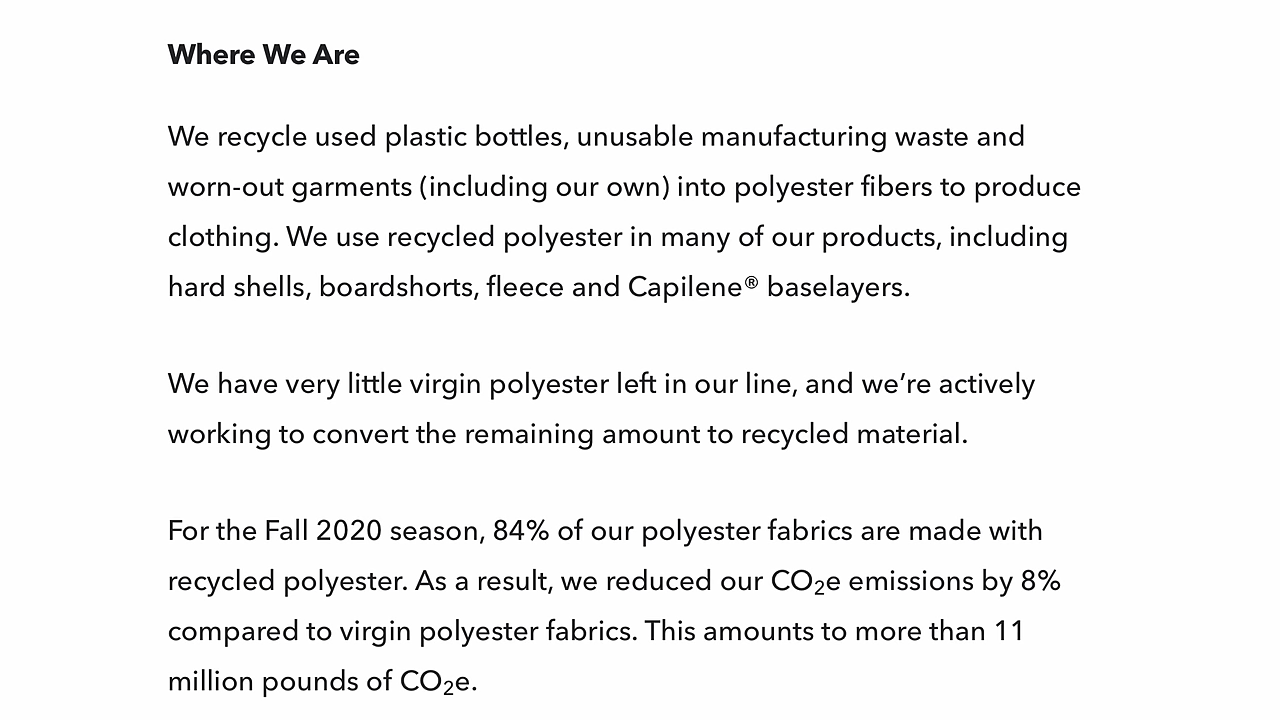 Where We Are
We recycle used plastic bottles, unusable manufacturing waste and
worn-out garments (including our own) into polyester fibers to produce
clothing. We use recycled polyester in many of our products, including
hard shells, boardshorts, fleece and Capilene® baselayers.
We have very little virgin polyester left in our line, and we’re actively
working to convert the remaining amount to recycled material.
For the Fall 2020 season, 84% of our polyester fabrics are made with
recycled polyester. As a result, we reduced our CO₂e emissions by 8%
compared to virgin polyester fabrics. This amounts to more than 11
million pounds of CO₂e.